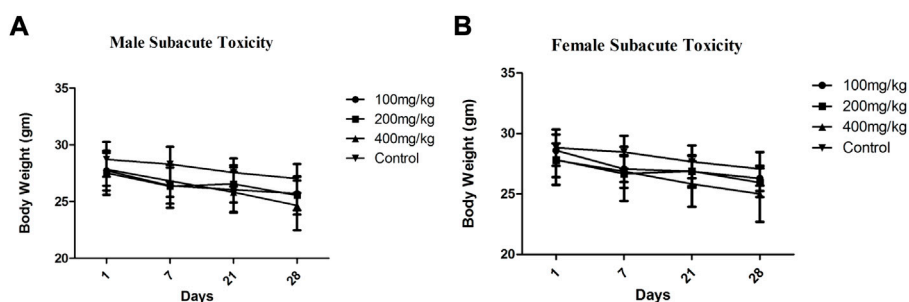 A
Male Subacute Toxicity
Body Weight (gm)
35
30
25
20
1
7
21
28
Days
100mg/kg
200mg/kg
400mg/kg
Control
B
Female Subacute Toxicity
Body Weight (gm)
35
30
25
20
1
7
21
28
Days
100mg/kg
200mg/kg
400mg/kg
Control